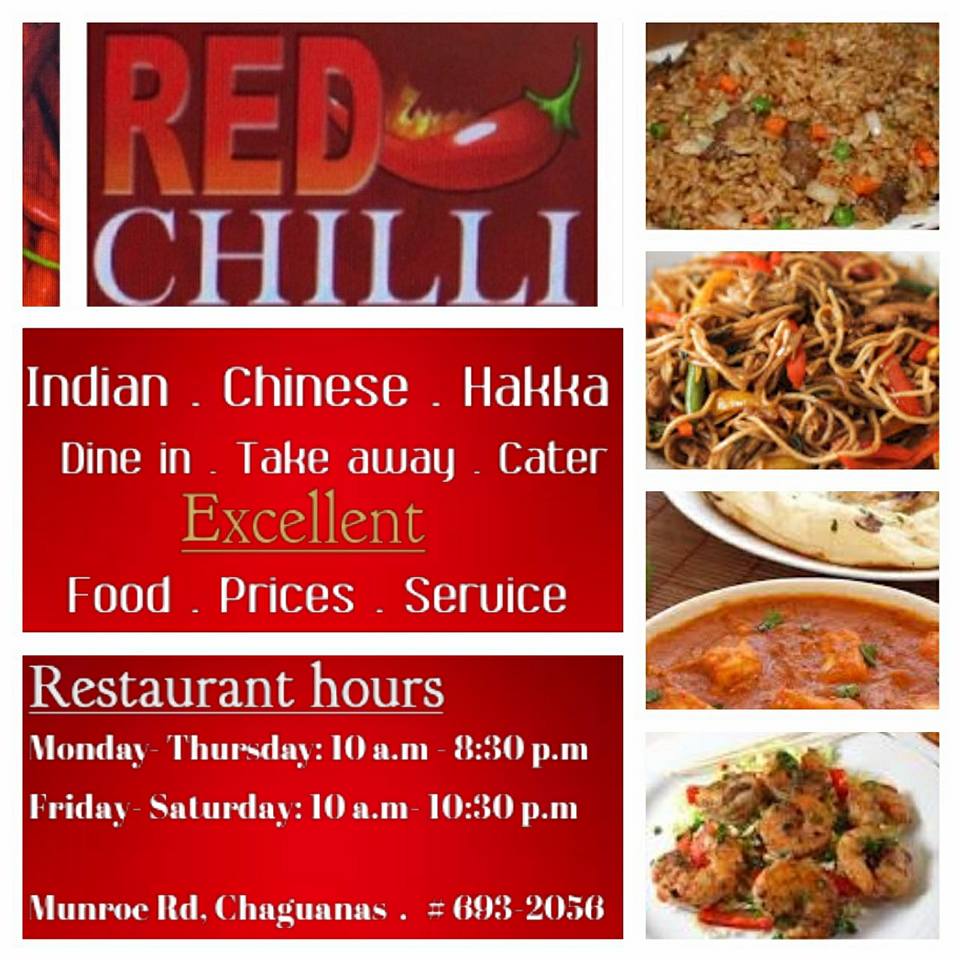 RED
CHILLI
Indian . Chinese . Hakka
Dine in . Take away . Cater
Excellent
Food . Prices . Service
Restaurant hours
Monday- Thursday: 10 a.m - 8:30 p.m
Friday- Saturday: 10 a.m- 10:30 p.m
Munroe Rd, Chaguanas . # 693-2056